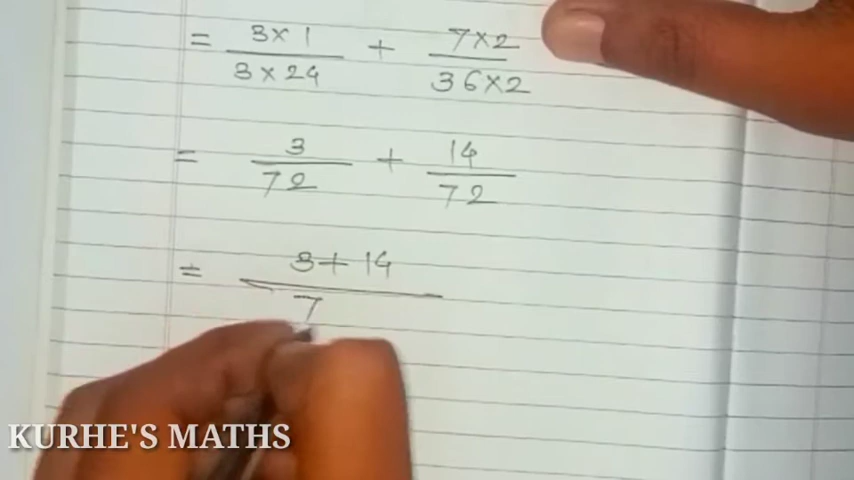 = 3×1/3×24 + 7×2/36×2
= 3/72 + 14/72
= 3+14/7
KURHE'S MATHS